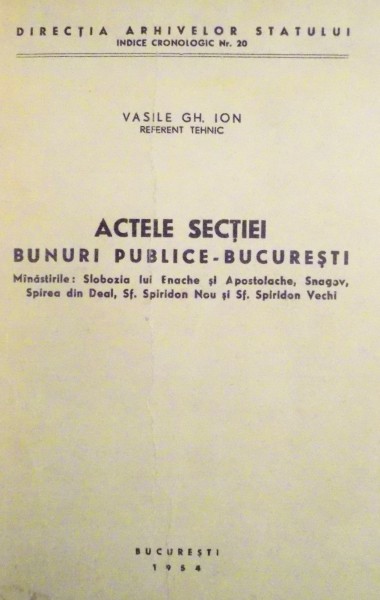 DIRECȚIA ARHIVELOR STATULUI
INDICE CRONOLOGIC Nr. 20
VASILE GH. ION
REFERENT TEHNIC
ACTELE SECȚIEI
BUNURI PUBLICE-BUCUREȘTI
Mînăstirile: Slobozia lui Enache și Apostolache, Snagov,
Spirea din Deal, Sf. Spiridon Nou și Sf. Spiridon Vechi
BUCUREȘTI
1954